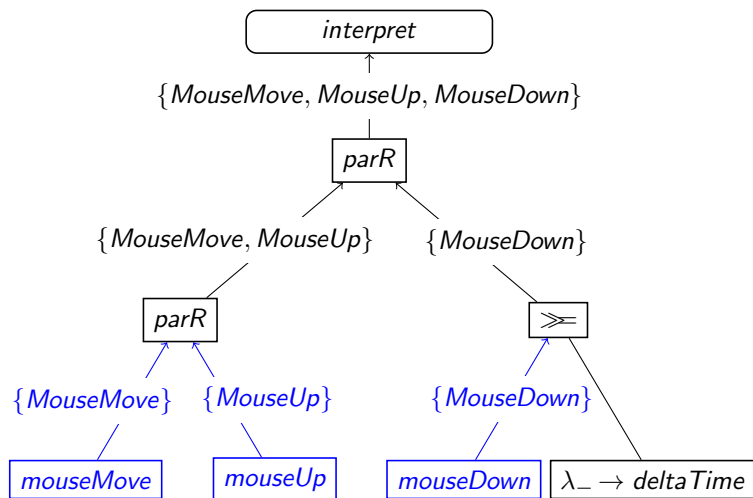 interpret
{MouseMove, MouseUp, MouseDown}
parR
{MouseMove, MouseUp} {MouseDown}
parR >>=
{MouseMove} {MouseUp} {MouseDown}
mouseMove mouseUp mouseDown λ_ → deltaTime